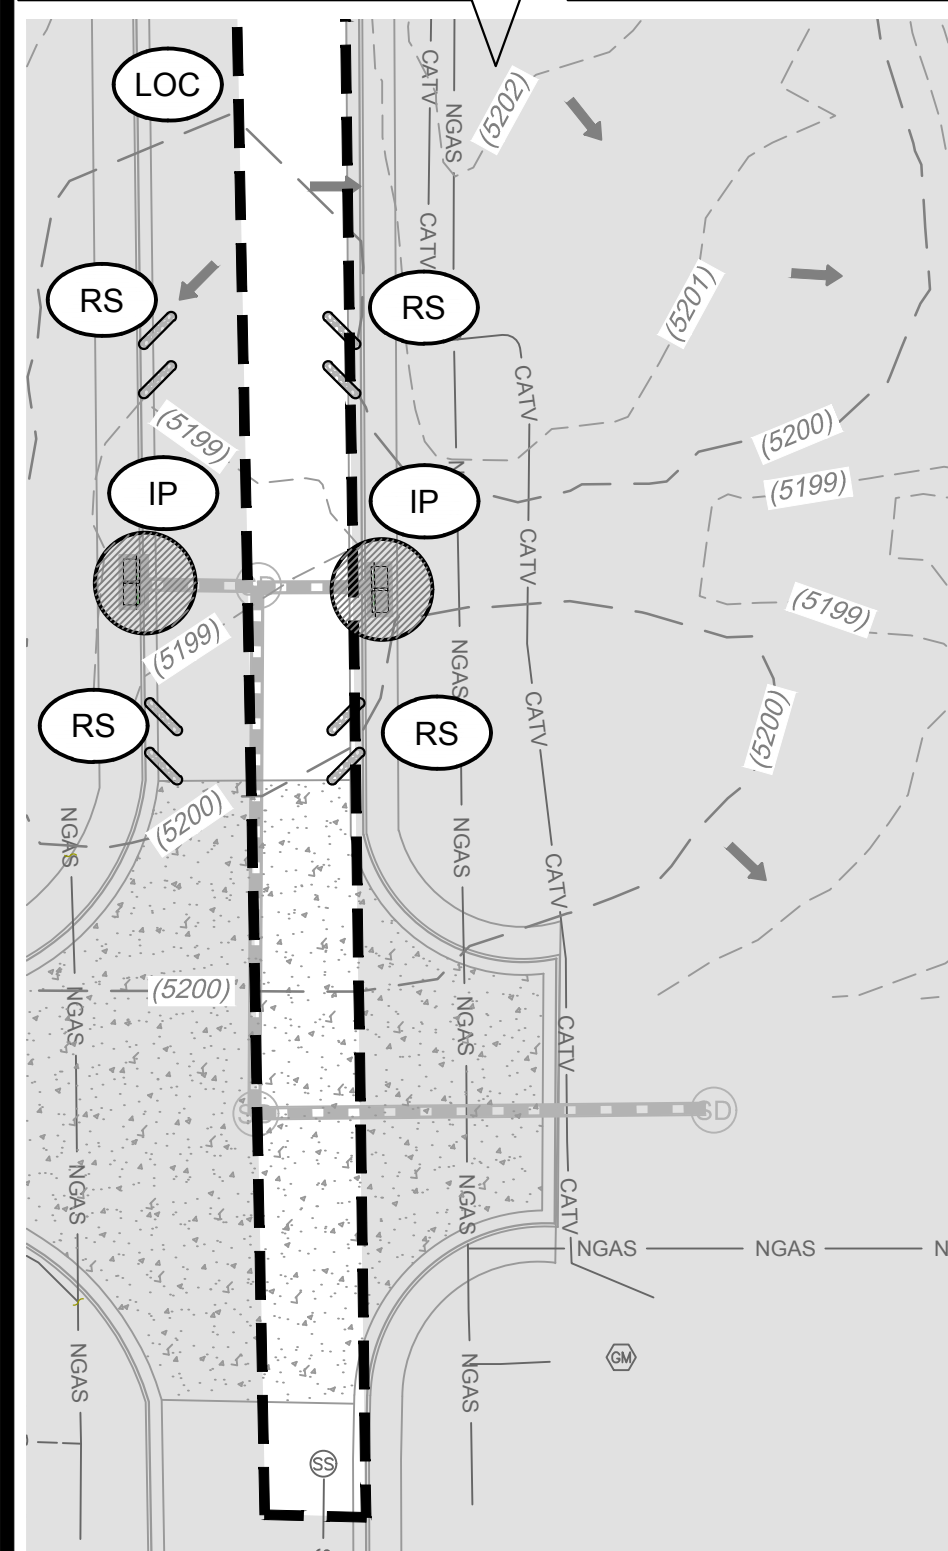 LOC
CATV
NGAS
(5202)
CATV
RS
RS
(5201)
CATV
(5199)
(5200)
(5199)
IP
IP
CATV
(5199)
(5199)
NGAS
RS
RS
CATV
(5200)
(5200)
NGAS
NGAS
CATV
(5200)
NGAS
NGAS
CATV
SD
NGAS
NGAS
CATV
NGAS
NGAS
N
NGAS
NGAS
GM
SS